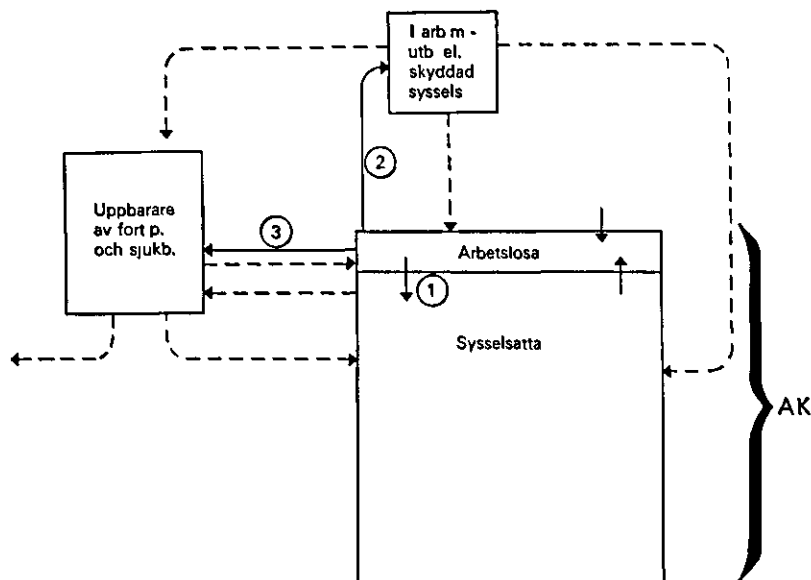 I arb m -
utb el.
skyddad
syssels
2
Uppbarare
av fort p.
och sjukb.
3
Arbetslosa
1
Sysselsatta
AK